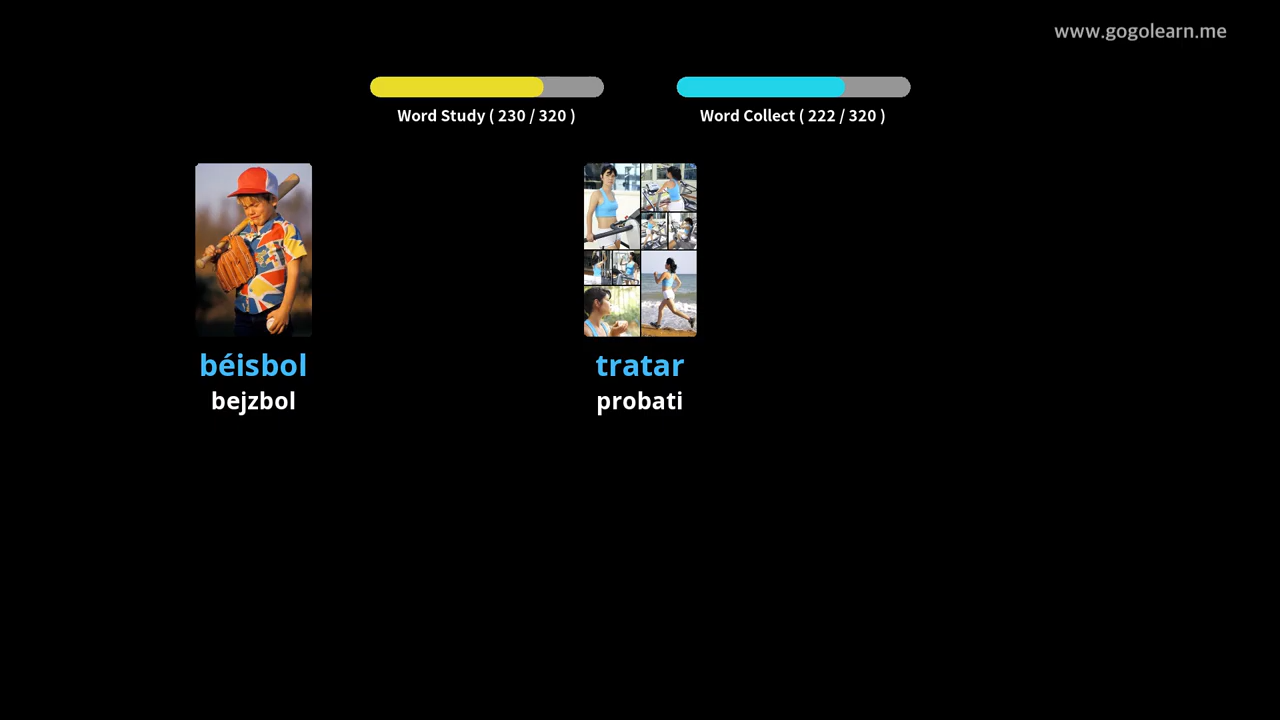 www.gogolearn.me
Word Study ( 230 / 320 )
Word Collect ( 222 / 320 )
béisbol
bejzbol
tratar
probati